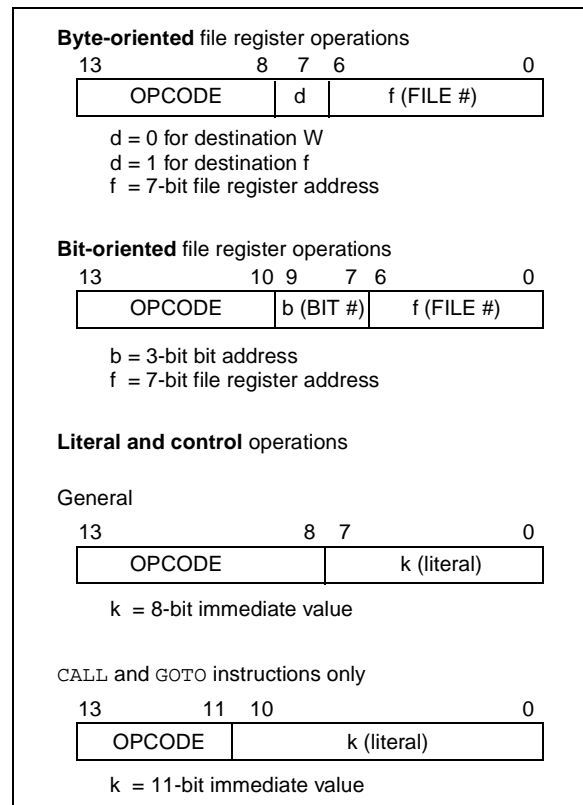 Byte-oriented file register operations
13 8 7 6 0
OPCODE d f (FILE #)
d = 0 for destination W
d = 1 for destination f
f = 7-bit file register address
Bit-oriented file register operations
13 10 9 7 6 0
OPCODE b (BIT #) f (FILE #)
b = 3-bit bit address
f = 7-bit file register address
Literal and control operations
General
13 8 7 0
OPCODE k (literal)
k = 8-bit immediate value
CALL and GOTO instructions only
13 11 10 0
OPCODE k (literal)
k = 11-bit immediate value